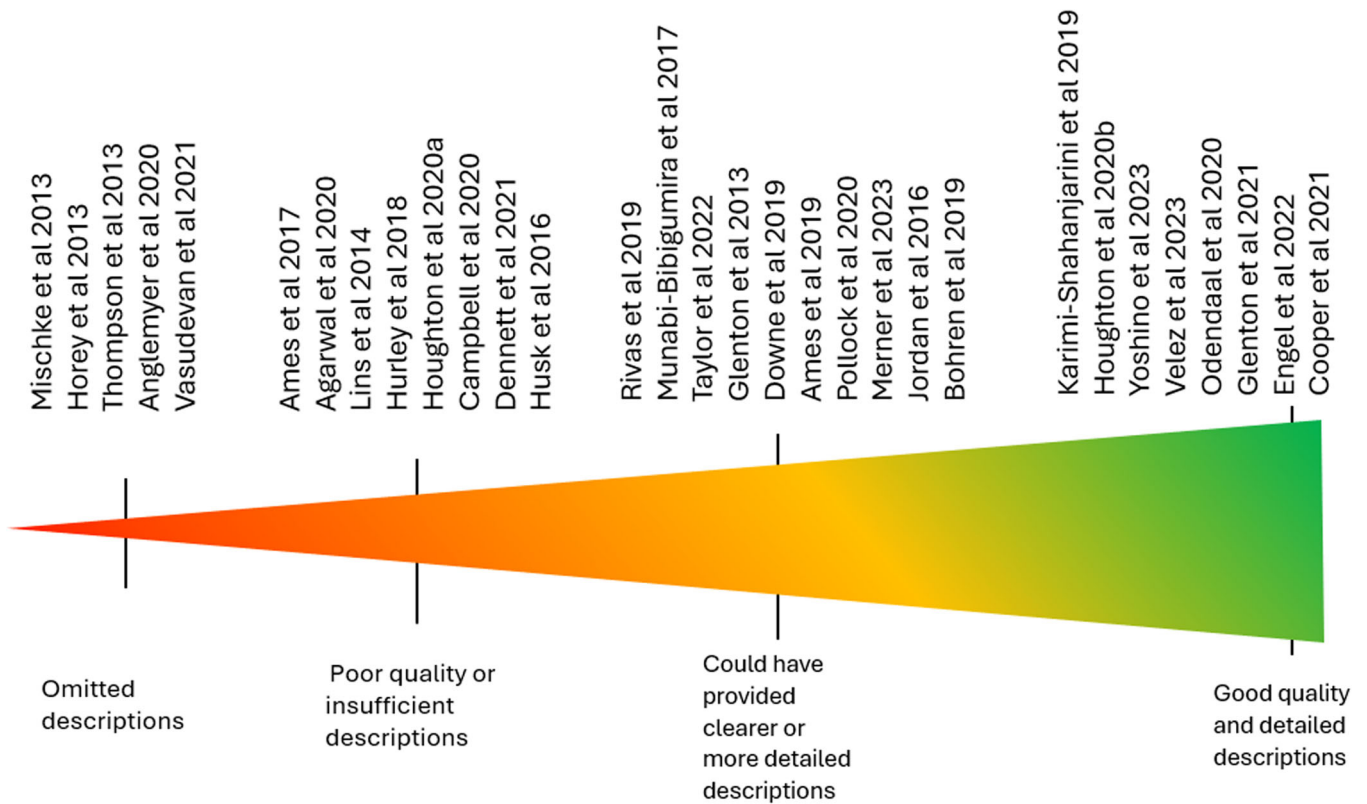 Mischke et al 2013
Horey et al 2013
Thompson et al 2013
Anglemyer et al 2020
Vasudevan et al 2021
Ames et al 2017
Agarwal et al 2020
Lins et al 2014
Hurley et al 2018
Houghton et al 2020a
Campbell et al 2020
Dennett et al 2021
Husk et al 2016
Rivas et al 2019
Munabi-Bibigumira et al 2017
Taylor et al 2022
Glenton et al 2013
Downe et al 2019
Ames et al 2019
Pollock et al 2020
Merner et al 2023
Jordan et al 2016
Bohren et al 2019
Karimi-Shahanjarini et al 2019
Houghton et al 2020b
Yoshino et al 2023
Velez et al 2023
Odendaal et al 2020
Glenton et al 2021
Engel et al 2022
Cooper et al 2021
Omitted
descriptions
Poor quality or
insufficient
descriptions
Could have
provided
clearer or
more detailed
descriptions
Good quality
and detailed
descriptions